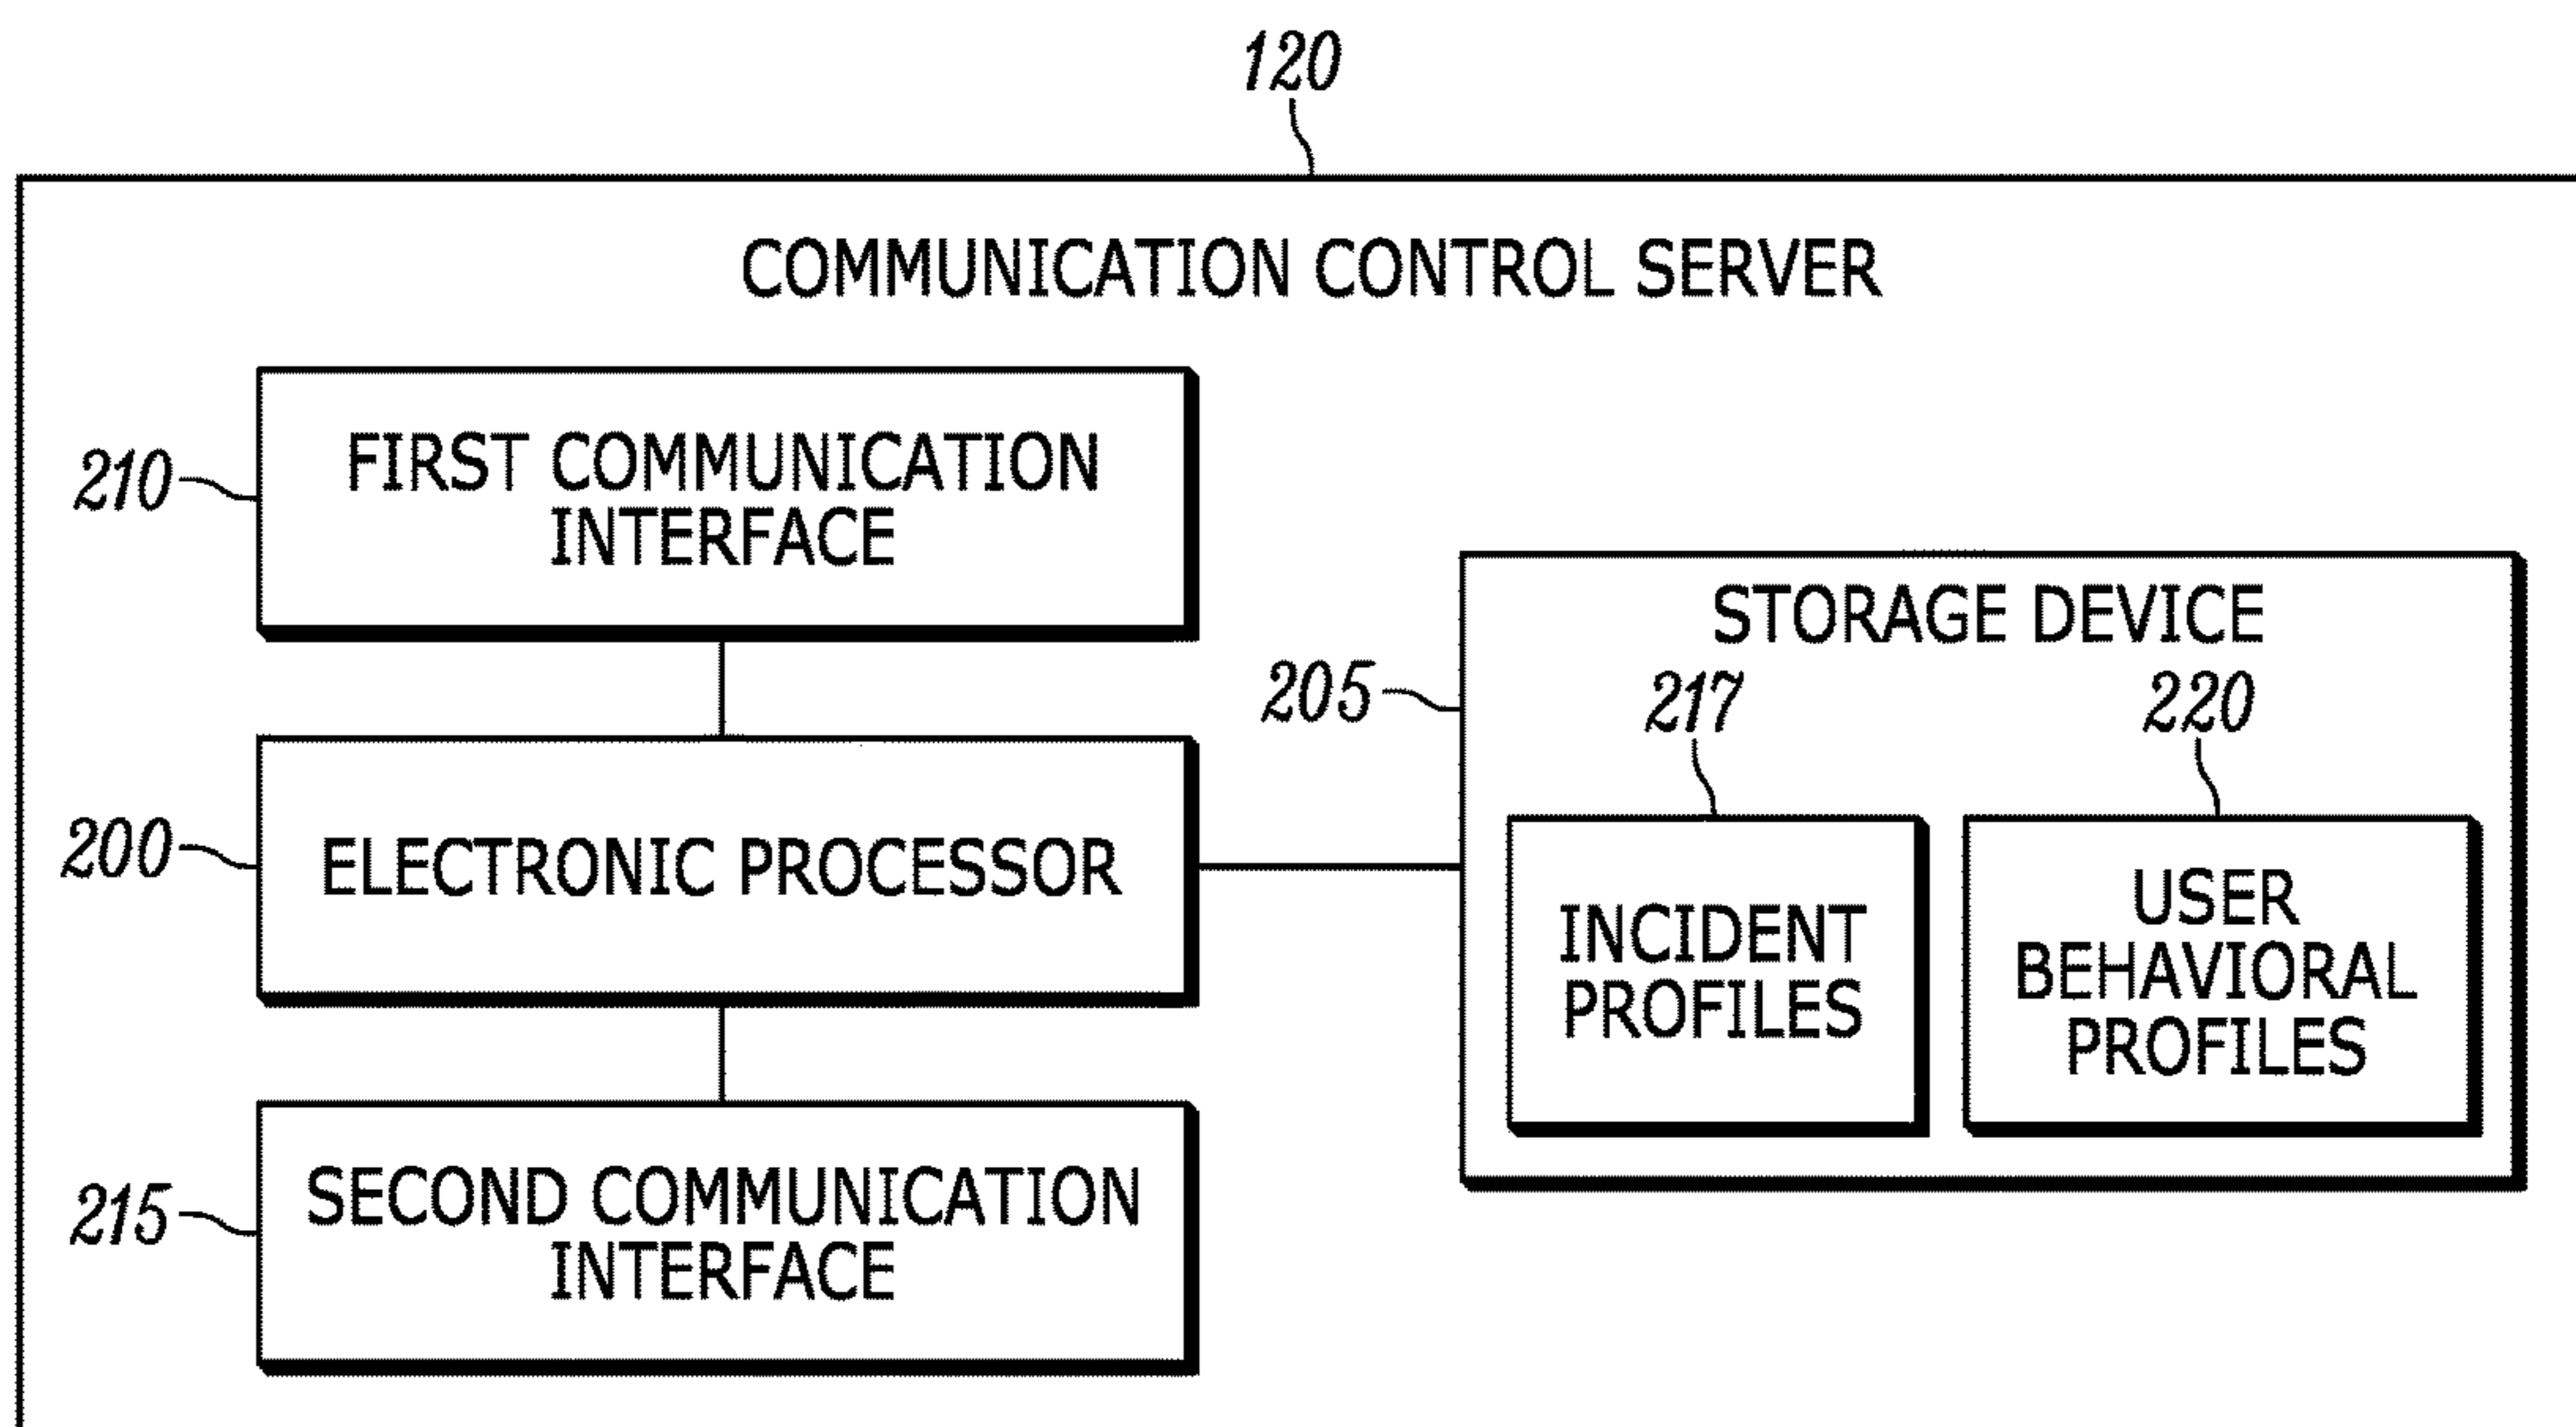 120
COMMUNICATION CONTROL SERVER
210
FIRST COMMUNICATION
INTERFACE
200
ELECTRONIC PROCESSOR
215
SECOND COMMUNICATION
INTERFACE
205
STORAGE DEVICE
217
INCIDENT
PROFILES
220
USER
BEHAVIORAL
PROFILES